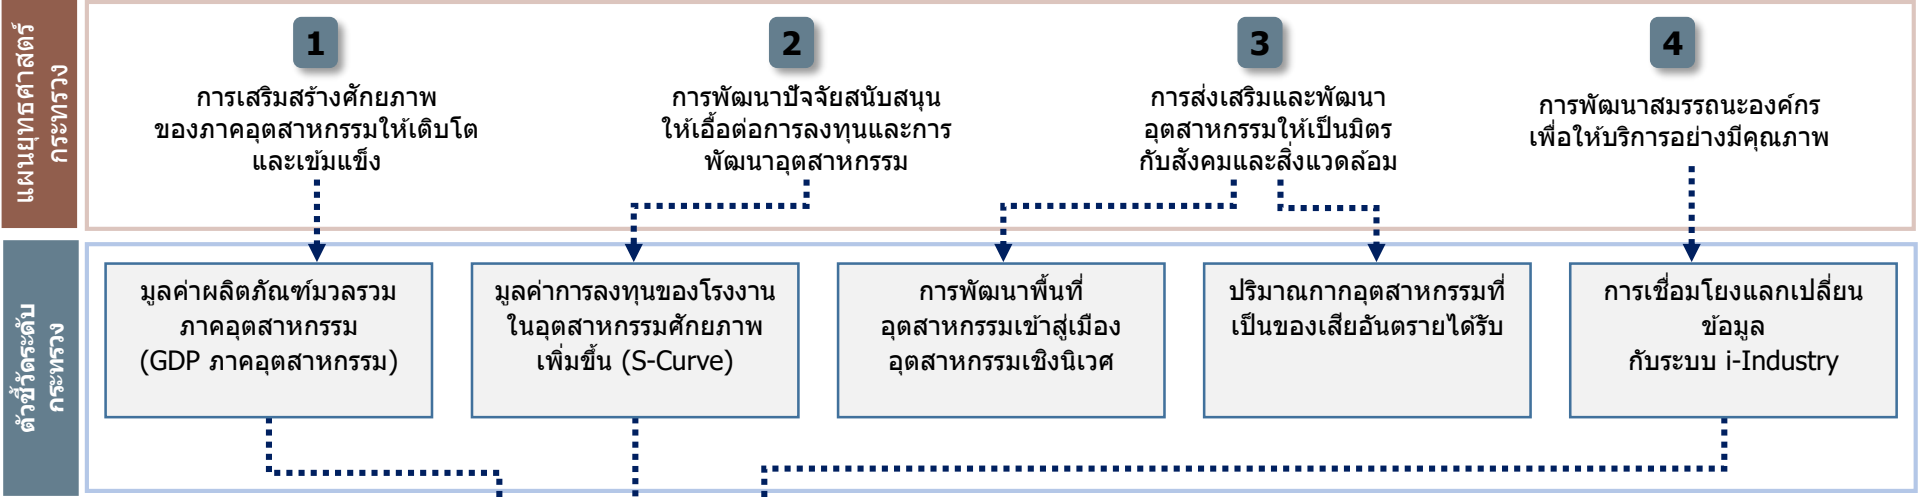 แผนยุทธศาสตร์
กระทรวง
1
การเสริมสร้างศักยภาพ
ของภาคอุตสาหกรรมให้เติบโต
และเข้มแข็ง
2
การพัฒนาปัจจัยสนับสนุน
ให้เอื้อต่อการลงทุนและการ
พัฒนาอุตสาหกรรม
3
การส่งเสริมและพัฒนา
อุตสาหกรรมให้เป็นมิตร
กับสังคมและสิ่งแวดล้อม
4
การพัฒนาสมรรถนะองค์กร
เพื่อให้บริการอย่างมีคุณภาพ
ตัวชี้วัดระดับ
กระทรวง
มูลค่าผลิตภัณฑ์มวลรวม
ภาคอุตสาหกรรม
(GDP ภาคอุตสาหกรรม)
มูลค่าการลงทุนของโรงงาน
ในอุตสาหกรรมศักยภาพ
เพิ่มขึ้น (S-Curve)
การพัฒนาพื้นที่
อุตสาหกรรมเข้าสู่เมือง
อุตสาหกรรมเชิงนิเวศ
ปริมาณกากอุตสาหกรรมที่
เป็นของเสียอันตรายได้รับ
การเชื่อมโยงแลกเปลี่ยน
ข้อมูล
กับระบบ i-Industry